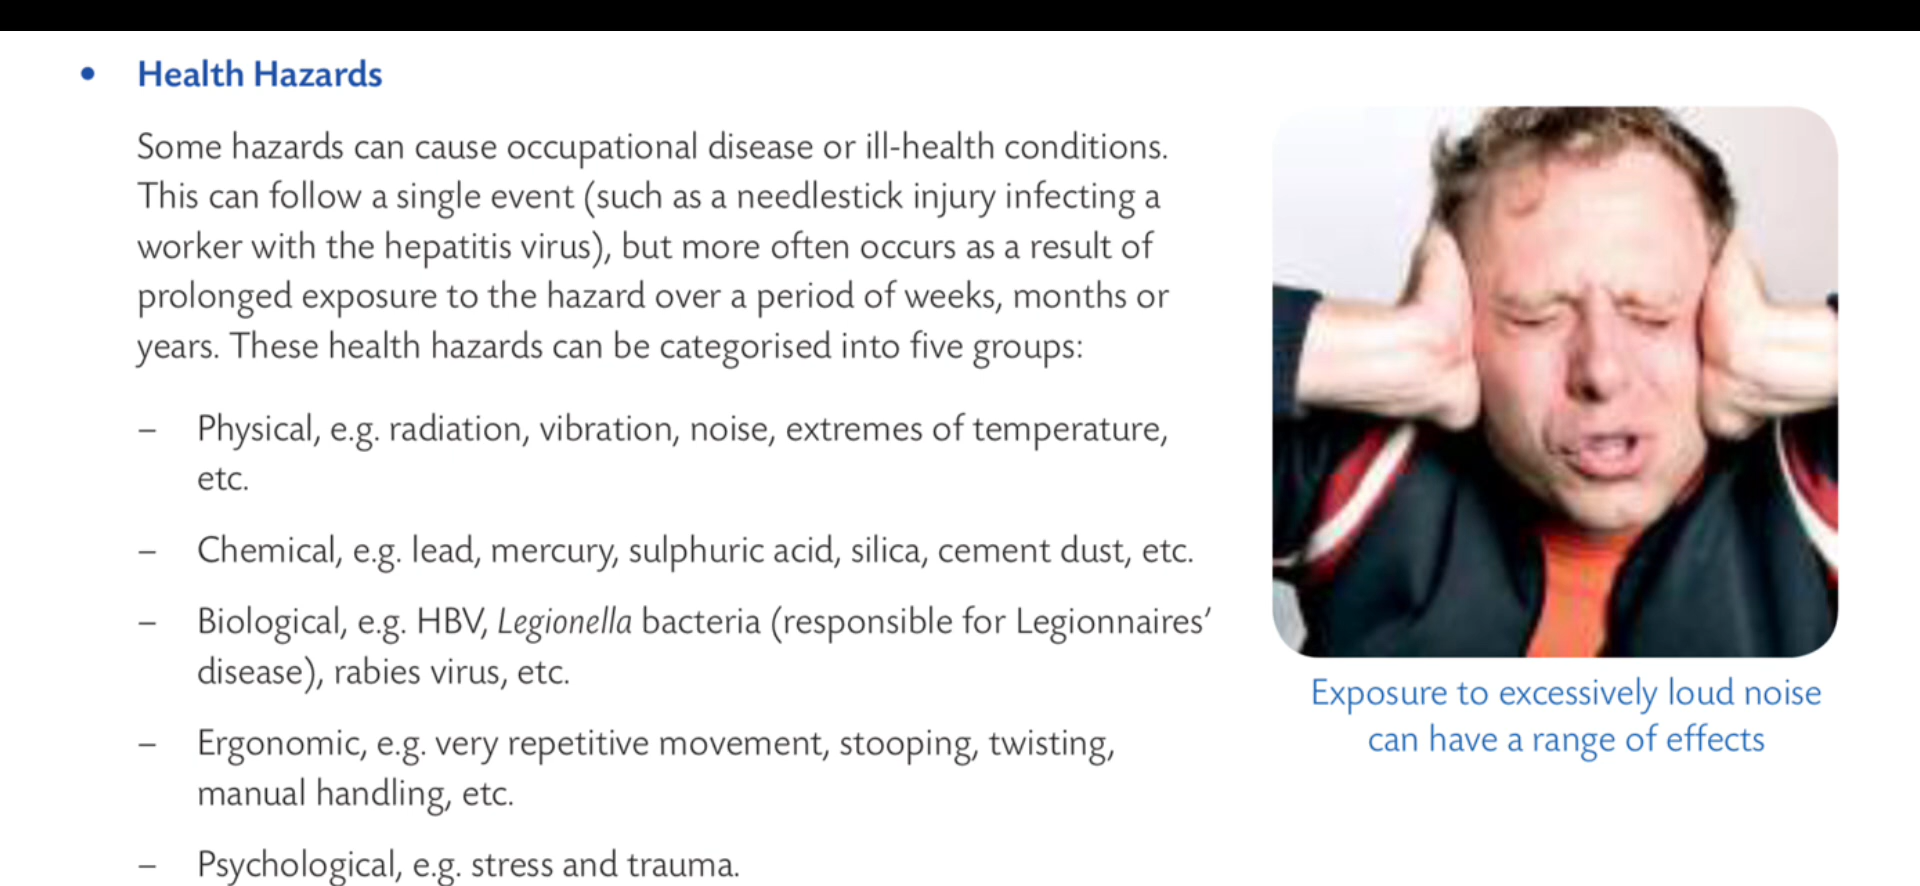 • Health Hazards
Some hazards can cause occupational disease or ill-health conditions.
This can follow a single event (such as a needlestick injury infecting a
worker with the hepatitis virus), but more often occurs as a result of
prolonged exposure to the hazard over a period of weeks, months or
years. These health hazards can be categorised into five groups:
– Physical, e.g. radiation, vibration, noise, extremes of temperature,
etc.
– Chemical, e.g. lead, mercury, sulphuric acid, silica, cement dust, etc.
– Biological, e.g. HBV, Legionella bacteria (responsible for Legionnaires’
disease), rabies virus, etc.
– Ergonomic, e.g. very repetitive movement, stooping, twisting,
manual handling, etc.
– Psychological, e.g. stress and trauma.
Exposure to excessively loud noise
can have a range of effects